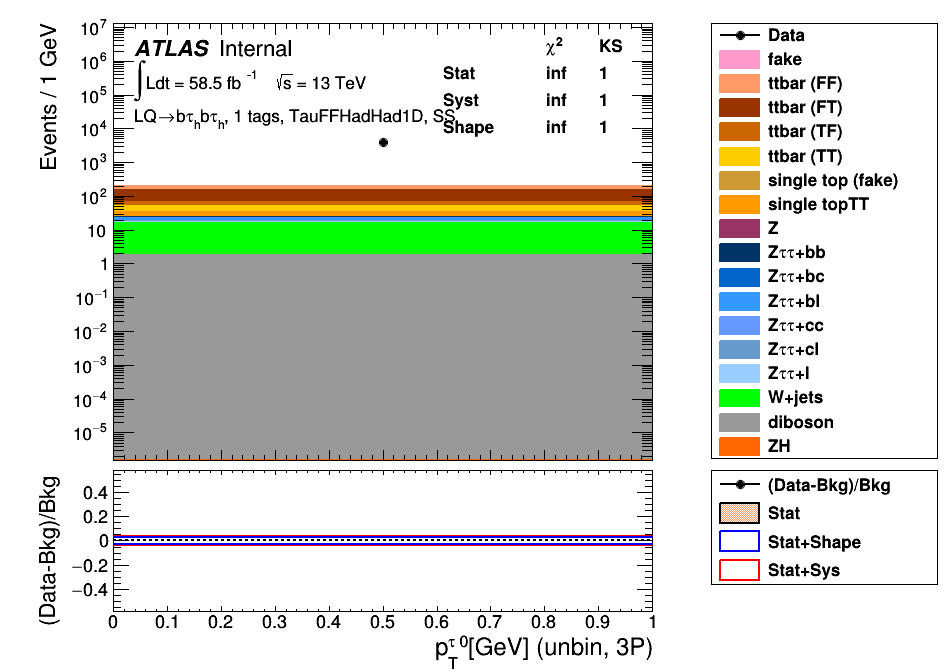 ATLAS Internal
∫Ldt = 58.5 fb⁻¹ √s = 13 TeV
LQ→bτₕbτₕ, 1 tags, TauFFHadHad1D, SS
χ² KS
Stat inf 1
Syst inf 1
Shape inf 1
Events / 1 GeV
10⁷
10⁶
10⁵
10⁴
10³
10²
10
1
10⁻¹
10⁻²
10⁻³
10⁻⁴
10⁻⁵
Data
fake
ttbar (FF)
ttbar (FT)
ttbar (TF)
ttbar (TT)
single top (fake)
single topTT
Z
Zττ+bb
Zττ+bc
Zττ+bl
Zττ+cc
Zττ+cl
Zττ+l
W+jets
diboson
ZH
(Data-Bkg)/Bkg
0.4
0.2
0
−0.2
−0.4
0 0.1 0.2 0.3 0.4 0.5 0.6 0.7 0.8 0.9 1
p_T^τ 0[GeV] (unbin, 3P)
(Data-Bkg)/Bkg
Stat
Stat+Shape
Stat+Sys